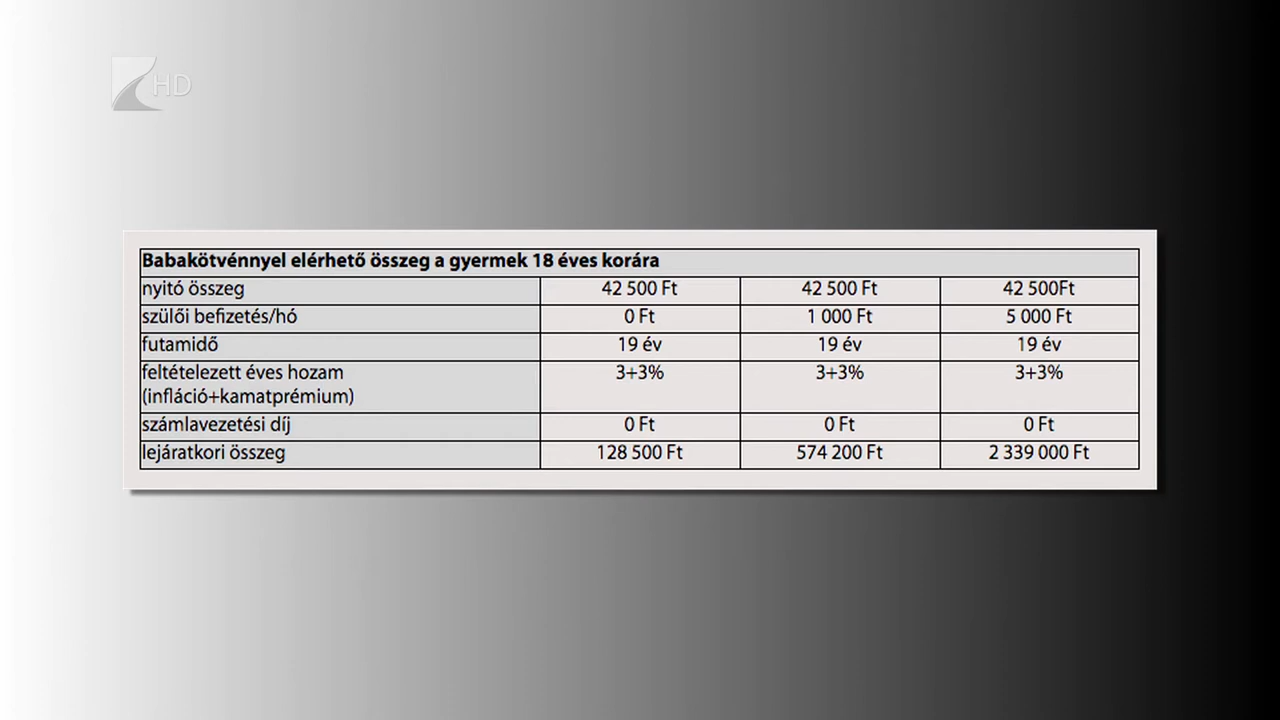 HD
Babakötvénnyel elérhető összeg a gyermek 18 éves korára
nyitó összeg 42 500 Ft 42 500 Ft 42 500Ft
szülői befizetés/hó 0 Ft 1 000 Ft 5 000 Ft
futamidő 19 év 19 év 19 év
feltételezett éves hozam 3+3% 3+3% 3+3%
(infláció+kamatprémium)
számlavezetési díj 0 Ft 0 Ft 0 Ft
lejáratkori összeg 128 500 Ft 574 200 Ft 2 339 000 Ft